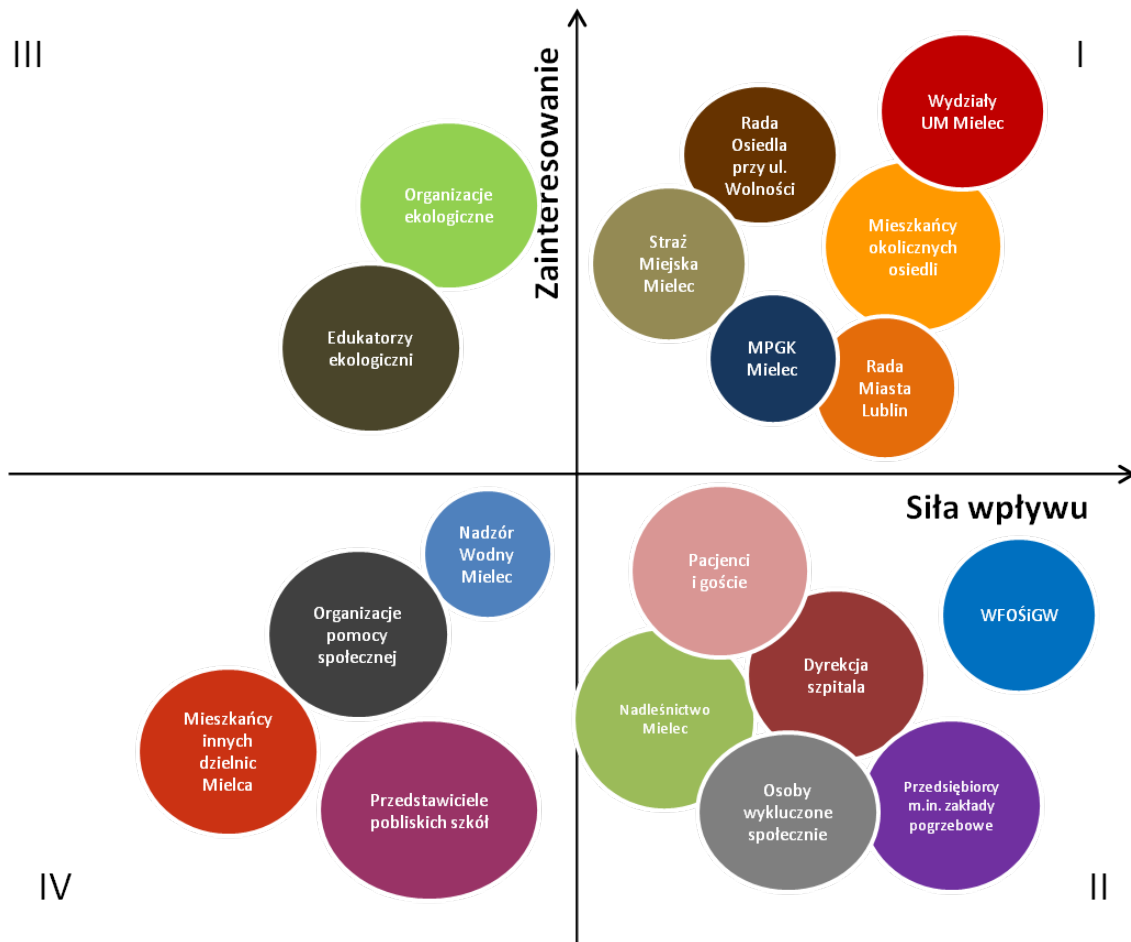 III
Zainteresowanie
I
Wydziały
UM Mielec
Rada
Osiedla
przy ul.
Wolności
Organizacje
ekologiczne
Mieszkańcy
okolicznych
osiedli
Straż
Miejska
Mielec
Edukatorzy
ekologiczni
MPGK
Mielec
Rada
Miasta
Lublin
Siła wpływu
Nadzór
Wodny
Mielec
Pacjenci
i goście
WFOŚiGW
Organizacje
pomocy
społecznej
Dyrekcja
szpitala
Nadleśnictwo
Mielec
Mieszkańcy
innych
dzielnic
Mielca
Przedstawiciele
pobliskich szkół
Osoby
wykluczone
społecznie
Przedsiębiorcy
m.in. zakłady
pogrzebowe
IV
II